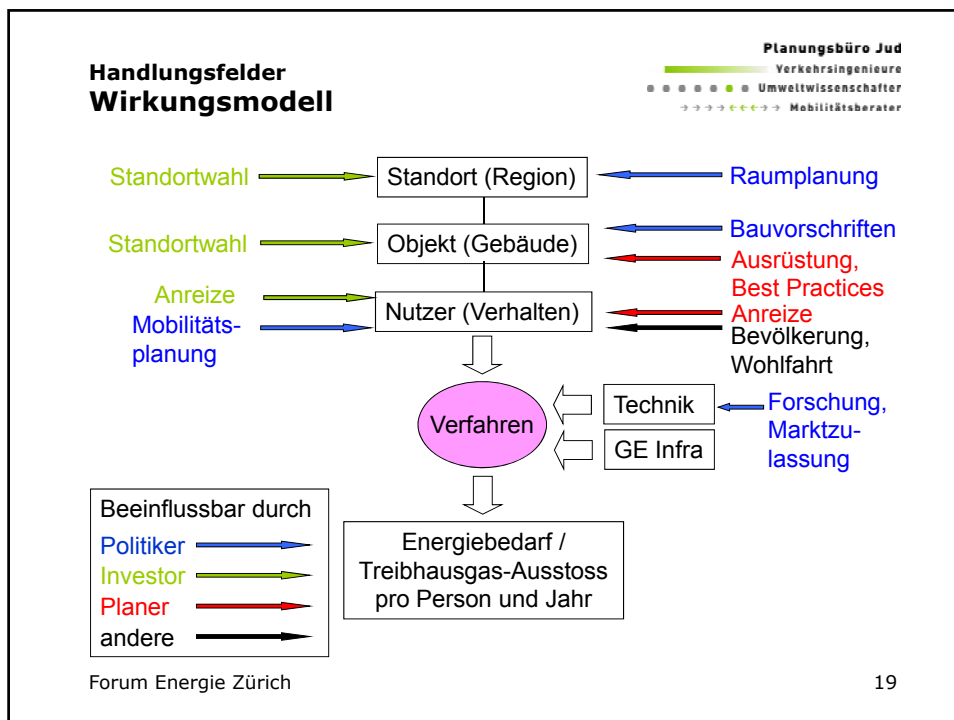 Handlungsfelder
Wirkungsmodell
Planungsbüro Jud
Verkehrsingenieure
Umweltwissenschafter
Mobilitätsberater
Standortwahl
Standort (Region)
Raumplanung
Standortwahl
Objekt (Gebäude)
Bauvorschriften
Ausrüstung,
Best Practices
Anreize
Mobilitäts-
planung
Nutzer (Verhalten)
Anreize
Bevölkerung,
Wohlfahrt
Verfahren
Technik
GE Infra
Forschung,
Marktzu-
lassung
Beeinflussbar durch
Politiker
Investor
Planer
andere
Energiebedarf /
Treibhausgas-Ausstoss
pro Person und Jahr
Forum Energie Zürich
19